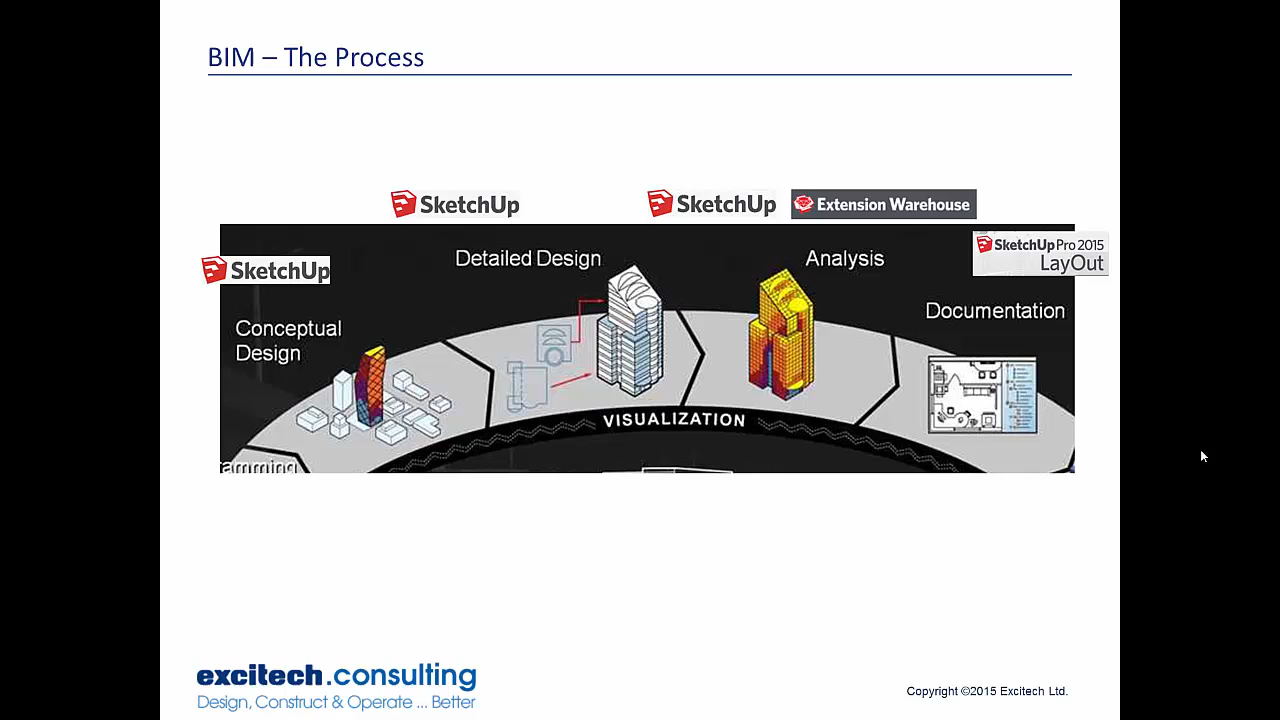 BIM – The Process
SketchUp
SketchUp
Extension Warehouse
SketchUp
SketchUp Pro 2015
LayOut
Detailed Design
Analysis
Documentation
Conceptual
Design
VISUALIZATION
amming
excitech.consulting
Design, Construct & Operate ... Better
Copyright ©2015 Excitech Ltd.